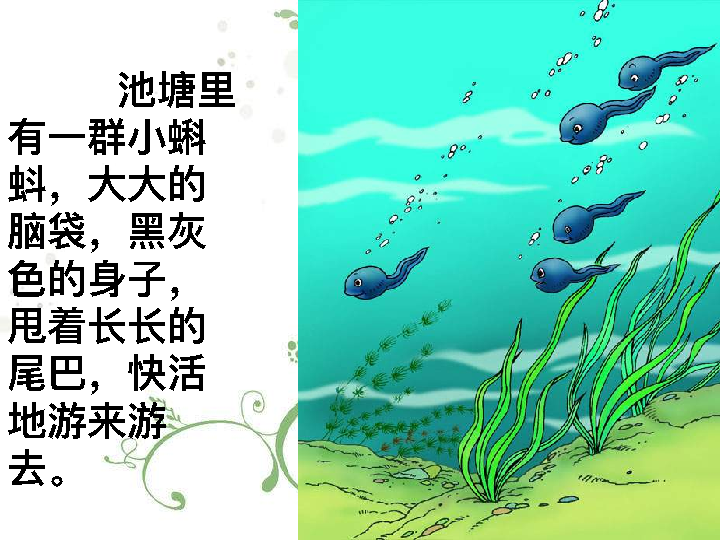 池塘里
有一群小蝌
蚪，大大的
脑袋，黑灰
色的身子，
甩着长长的
尾巴，快活
地游来游
去。